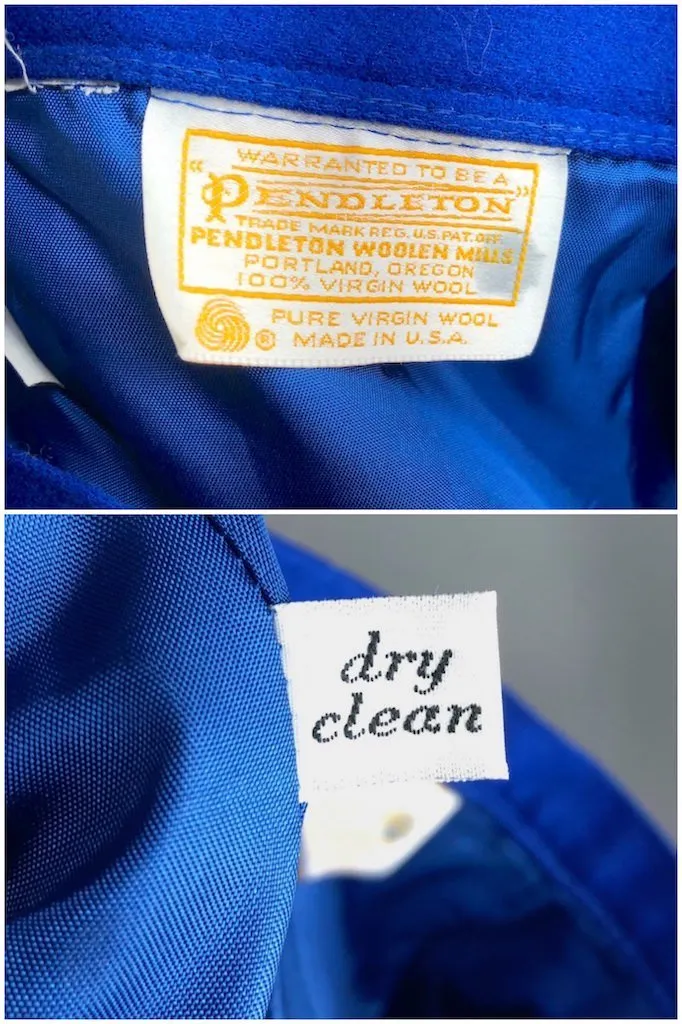 WARRANTED TO BE A
"PENDLETON"
TRADE MARK REG. U.S. PAT. OFF.
PENDLETON WOOLEN MILLS
PORTLAND, OREGON
100% VIRGIN WOOL
PURE VIRGIN WOOL
® MADE IN U.S.A.
dry
clean